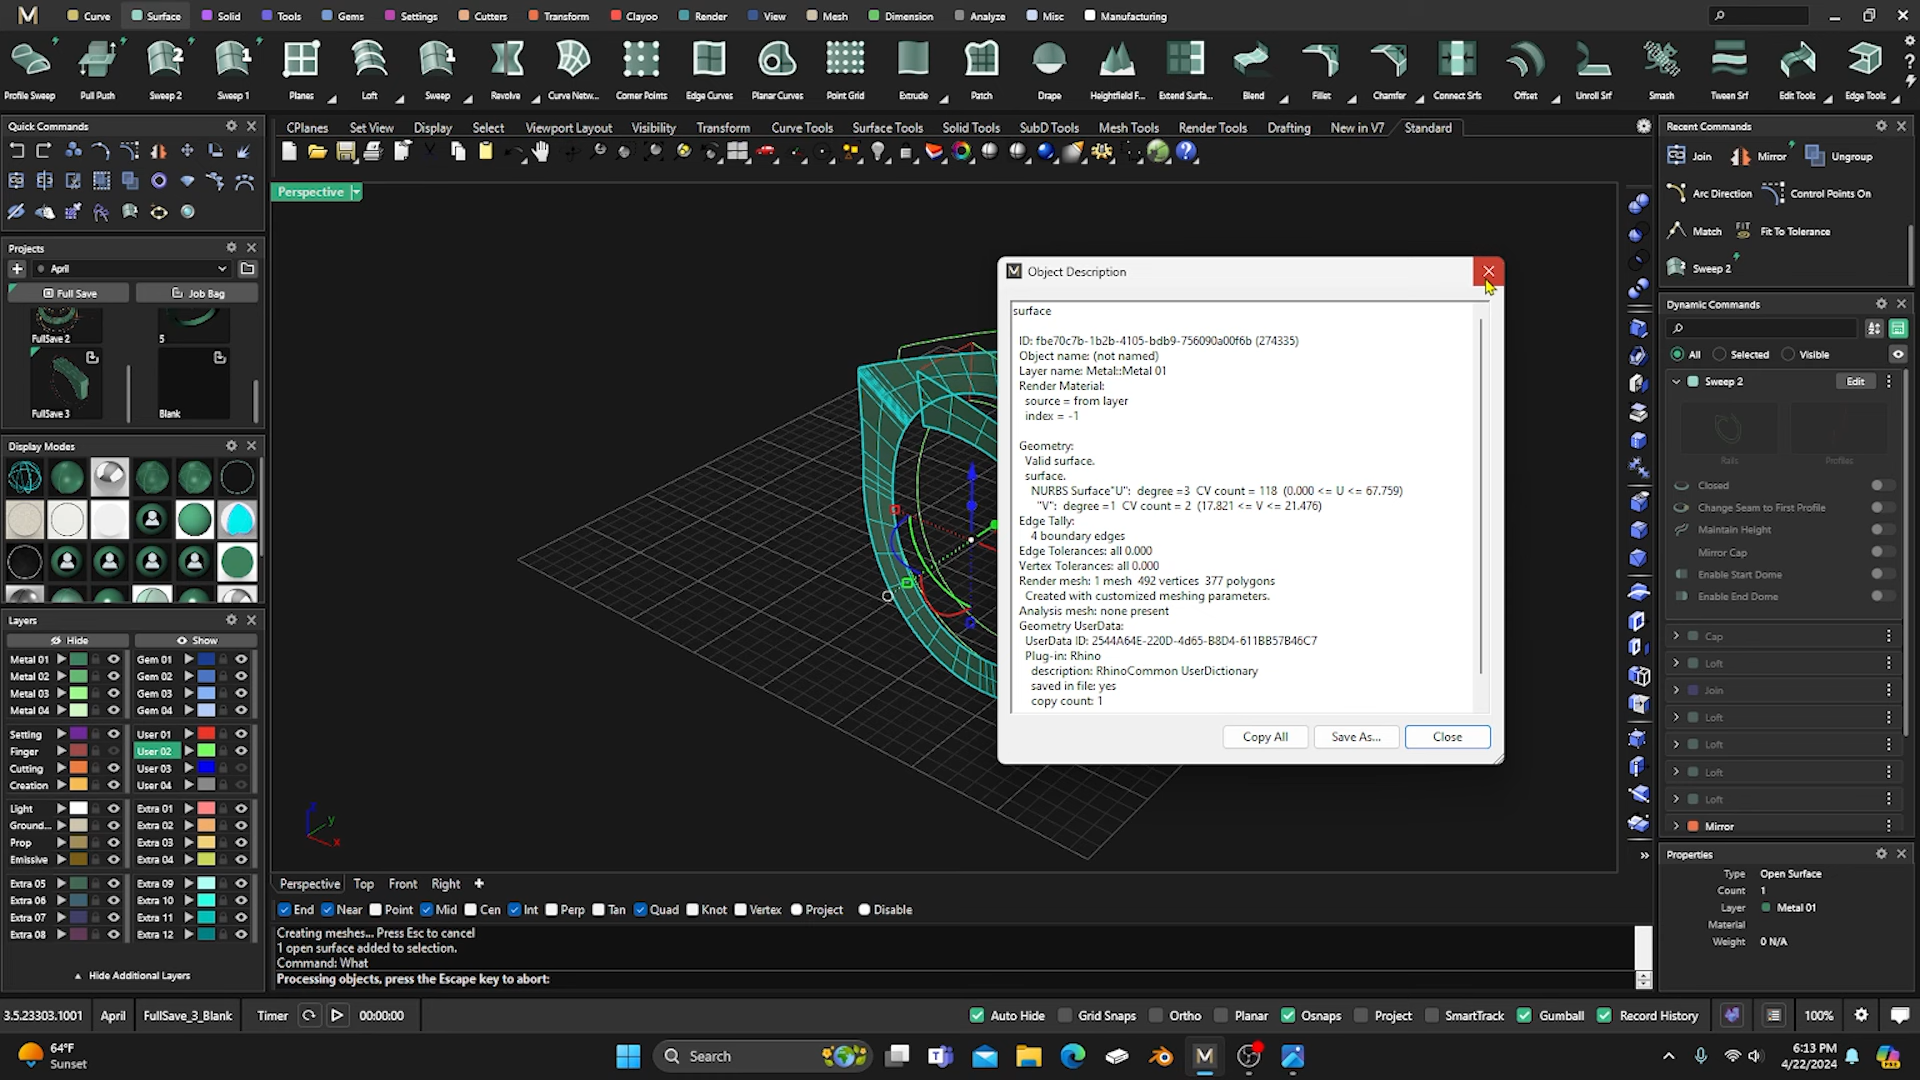 Curve Surface Solid Tools Gems Settings Cutters Transform Clayoo Render View Mesh Dimension Analyze Misc Manufacturing
Profile Sweep Pull Push Sweep 2 Sweep 1 Planes Loft Sweep Revolve Curve Netw... Corner Points Edge Curves Planar Curves Point Grid Extrude Patch Drape Heightfield F... Extend Surfa... Blend Fillet Chamfer Connect Srfs Offset Unroll Srf Smash Tween Srf Edit Tools Edge Tools
Quick Commands
CPlanes Set View Display Select Viewport Layout Visibility Transform Curve Tools Surface Tools Solid Tools SubD Tools Mesh Tools Render Tools Drafting New in V7 Standard
Perspective
Projects
April
Full Save Job Bag
FullSave 2 5
FullSave 3 Blank
Display Modes
Layers
Hide Show
Metal 01 Gem 01
Metal 02 Gem 02
Metal 03 Gem 03
Metal 04 Gem 04
Setting User 01
Finger User 02
Cutting User 03
Creation User 04
Light Extra 01
Ground... Extra 02
Prop Extra 03
Emissive Extra 04
Extra 05 Extra 09
Extra 06 Extra 10
Extra 07 Extra 11
Extra 08 Extra 12
Hide Additional Layers
Object Description
surface
ID: fbe70c7b-1b2b-4105-bdb9-756090a00f6b (274335)
Object name: (not named)
Layer name: Metal::Metal 01
Render Material:
source = from layer
index = -1
Geometry:
Valid surface.
surface.
NURBS Surface"U": degree =3 CV count = 118 (0.000 <= U <= 67.759)
"V": degree =1 CV count = 2 (17.821 <= V <= 21.476)
Edge Tally:
4 boundary edges
Edge Tolerances: all 0.000
Vertex Tolerances: all 0.000
Render mesh: 1 mesh 492 vertices 377 polygons
Created with customized meshing parameters.
Analysis mesh: none present
Geometry UserData:
UserData ID: 2544A64E-220D-4d65-B8D4-611BB57B46C7
Plug-in: Rhino
description: RhinoCommon UserDictionary
saved in file: yes
copy count: 1
Copy All Save As... Close
z
y
x
Perspective Top Front Right
End Near Point Mid Cen Int Perp Tan Quad Knot Vertex Project Disable
Creating meshes... Press Esc to cancel
1 open surface added to selection.
Command: What
Processing objects, press the Escape key to abort:
Recent Commands
Join Mirror Ungroup
Arc Direction Control Points On
Match FIT Fit To Tolerance
Sweep 2
Dynamic Commands
All Selected Visible
Sweep 2 Edit
Rails Profiles
Closed
Change Seam to First Profile
Maintain Height
Mirror Cap
Enable Start Dome
Enable End Dome
Cap
Loft
Join
Loft
Loft
Loft
Loft
Mirror
Properties
Type Open Surface
Count 1
Layer Metal 01
Material
Weight 0 N/A
3.5.23303.1001 April FullSave_3_Blank Timer 00:00:00 Auto Hide Grid Snaps Ortho Planar Osnaps Project SmartTrack Gumball Record History 100%
64°F
Sunset
Search
6:13 PM
4/22/2024